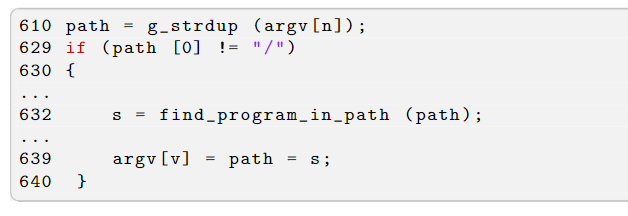 610 path = g_strdup (argv[n]);
629 if (path [0] != "/")
630 {
...
632 s = find_program_in_path (path);
...
639 argv[v] = path = s;
640 }